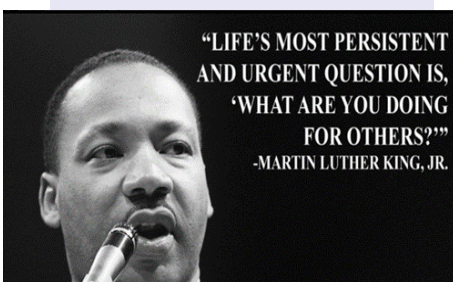 “LIFE’S MOST PERSISTENT
AND URGENT QUESTION IS,
‘WHAT ARE YOU DOING
FOR OTHERS?’”
-MARTIN LUTHER KING, JR.